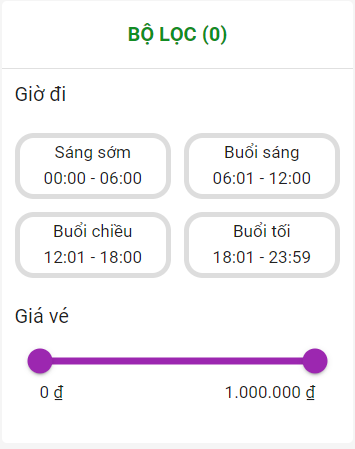 BỘ LỌC (0)
Giờ đi
Sáng sớm
00:00 - 06:00
Buổi sáng
06:01 - 12:00
Buổi chiều
12:01 - 18:00
Buổi tối
18:01 - 23:59
Giá vé
0 ₫
1.000.000 ₫